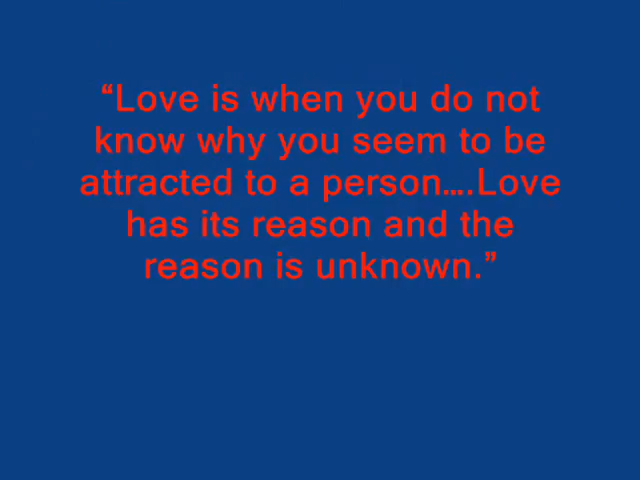 “Love is when you do not
know why you seem to be
attracted to a person….Love
has its reason and the
reason is unknown.”